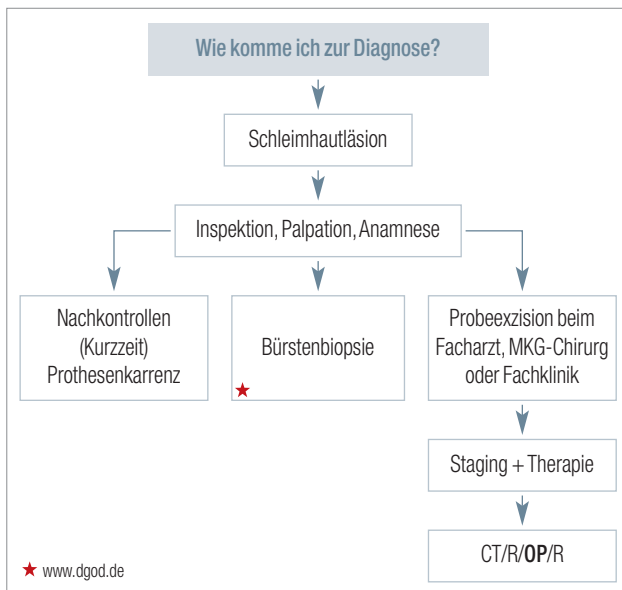 Wie komme ich zur Diagnose?
Schleimhautläsion
Inspektion, Palpation, Anamnese
Nachkontrollen
(Kurzzeit)
Prothesenkarrenz
Bürstenbiopsie
Probeexzision beim
Facharzt, MKG-Chirurg
oder Fachklinik
Staging + Therapie
CT/R/OP/R
★ www.dgod.de